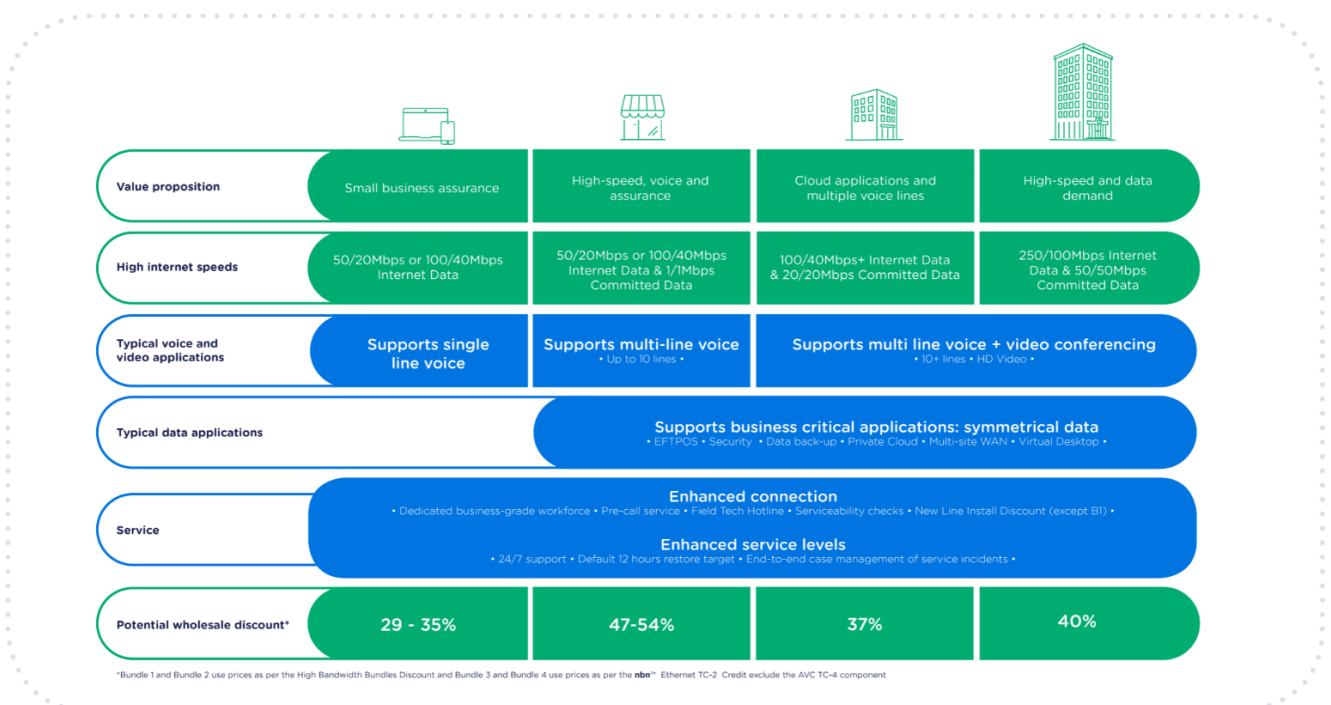 Value proposition
Small business assurance
High-speed, voice and
assurance
Cloud applications and
multiple voice lines
High-speed and data
demand
High internet speeds
50/20Mbps or 100/40Mbps
Internet Data
50/20Mbps or 100/40Mbps
Internet Data & 1/1Mbps
Committed Data
100/40Mbps+ Internet Data
& 20/20Mbps Committed Data
250/100Mbps Internet
Data & 50/50Mbps
Committed Data
Typical voice and
video applications
Supports single
line voice
Supports multi-line voice
• Up to 10 lines •
Supports multi line voice + video conferencing
• 10+ lines • HD Video •
Typical data applications
Supports business critical applications: symmetrical data
• EFTPOS • Security • Data back-up • Private Cloud • Multi-site WAN • Virtual Desktop •
Service
Enhanced connection
• Dedicated business-grade workforce • Pre-call service • Field Tech Hotline • Serviceability checks • New Line Install Discount (except B1) •
Enhanced service levels
• 24/7 support • Default 12 hours restore target • End-to-end case management of service incidents •
Potential wholesale discount*
29 - 35%
47-54%
37%
40%
*Bundle 1 and Bundle 2 use prices as per the High Bandwidth Bundles Discount and Bundle 3 and Bundle 4 use prices as per the nbn™ Ethernet TC-2 Credit exclude the AVC TC-4 component